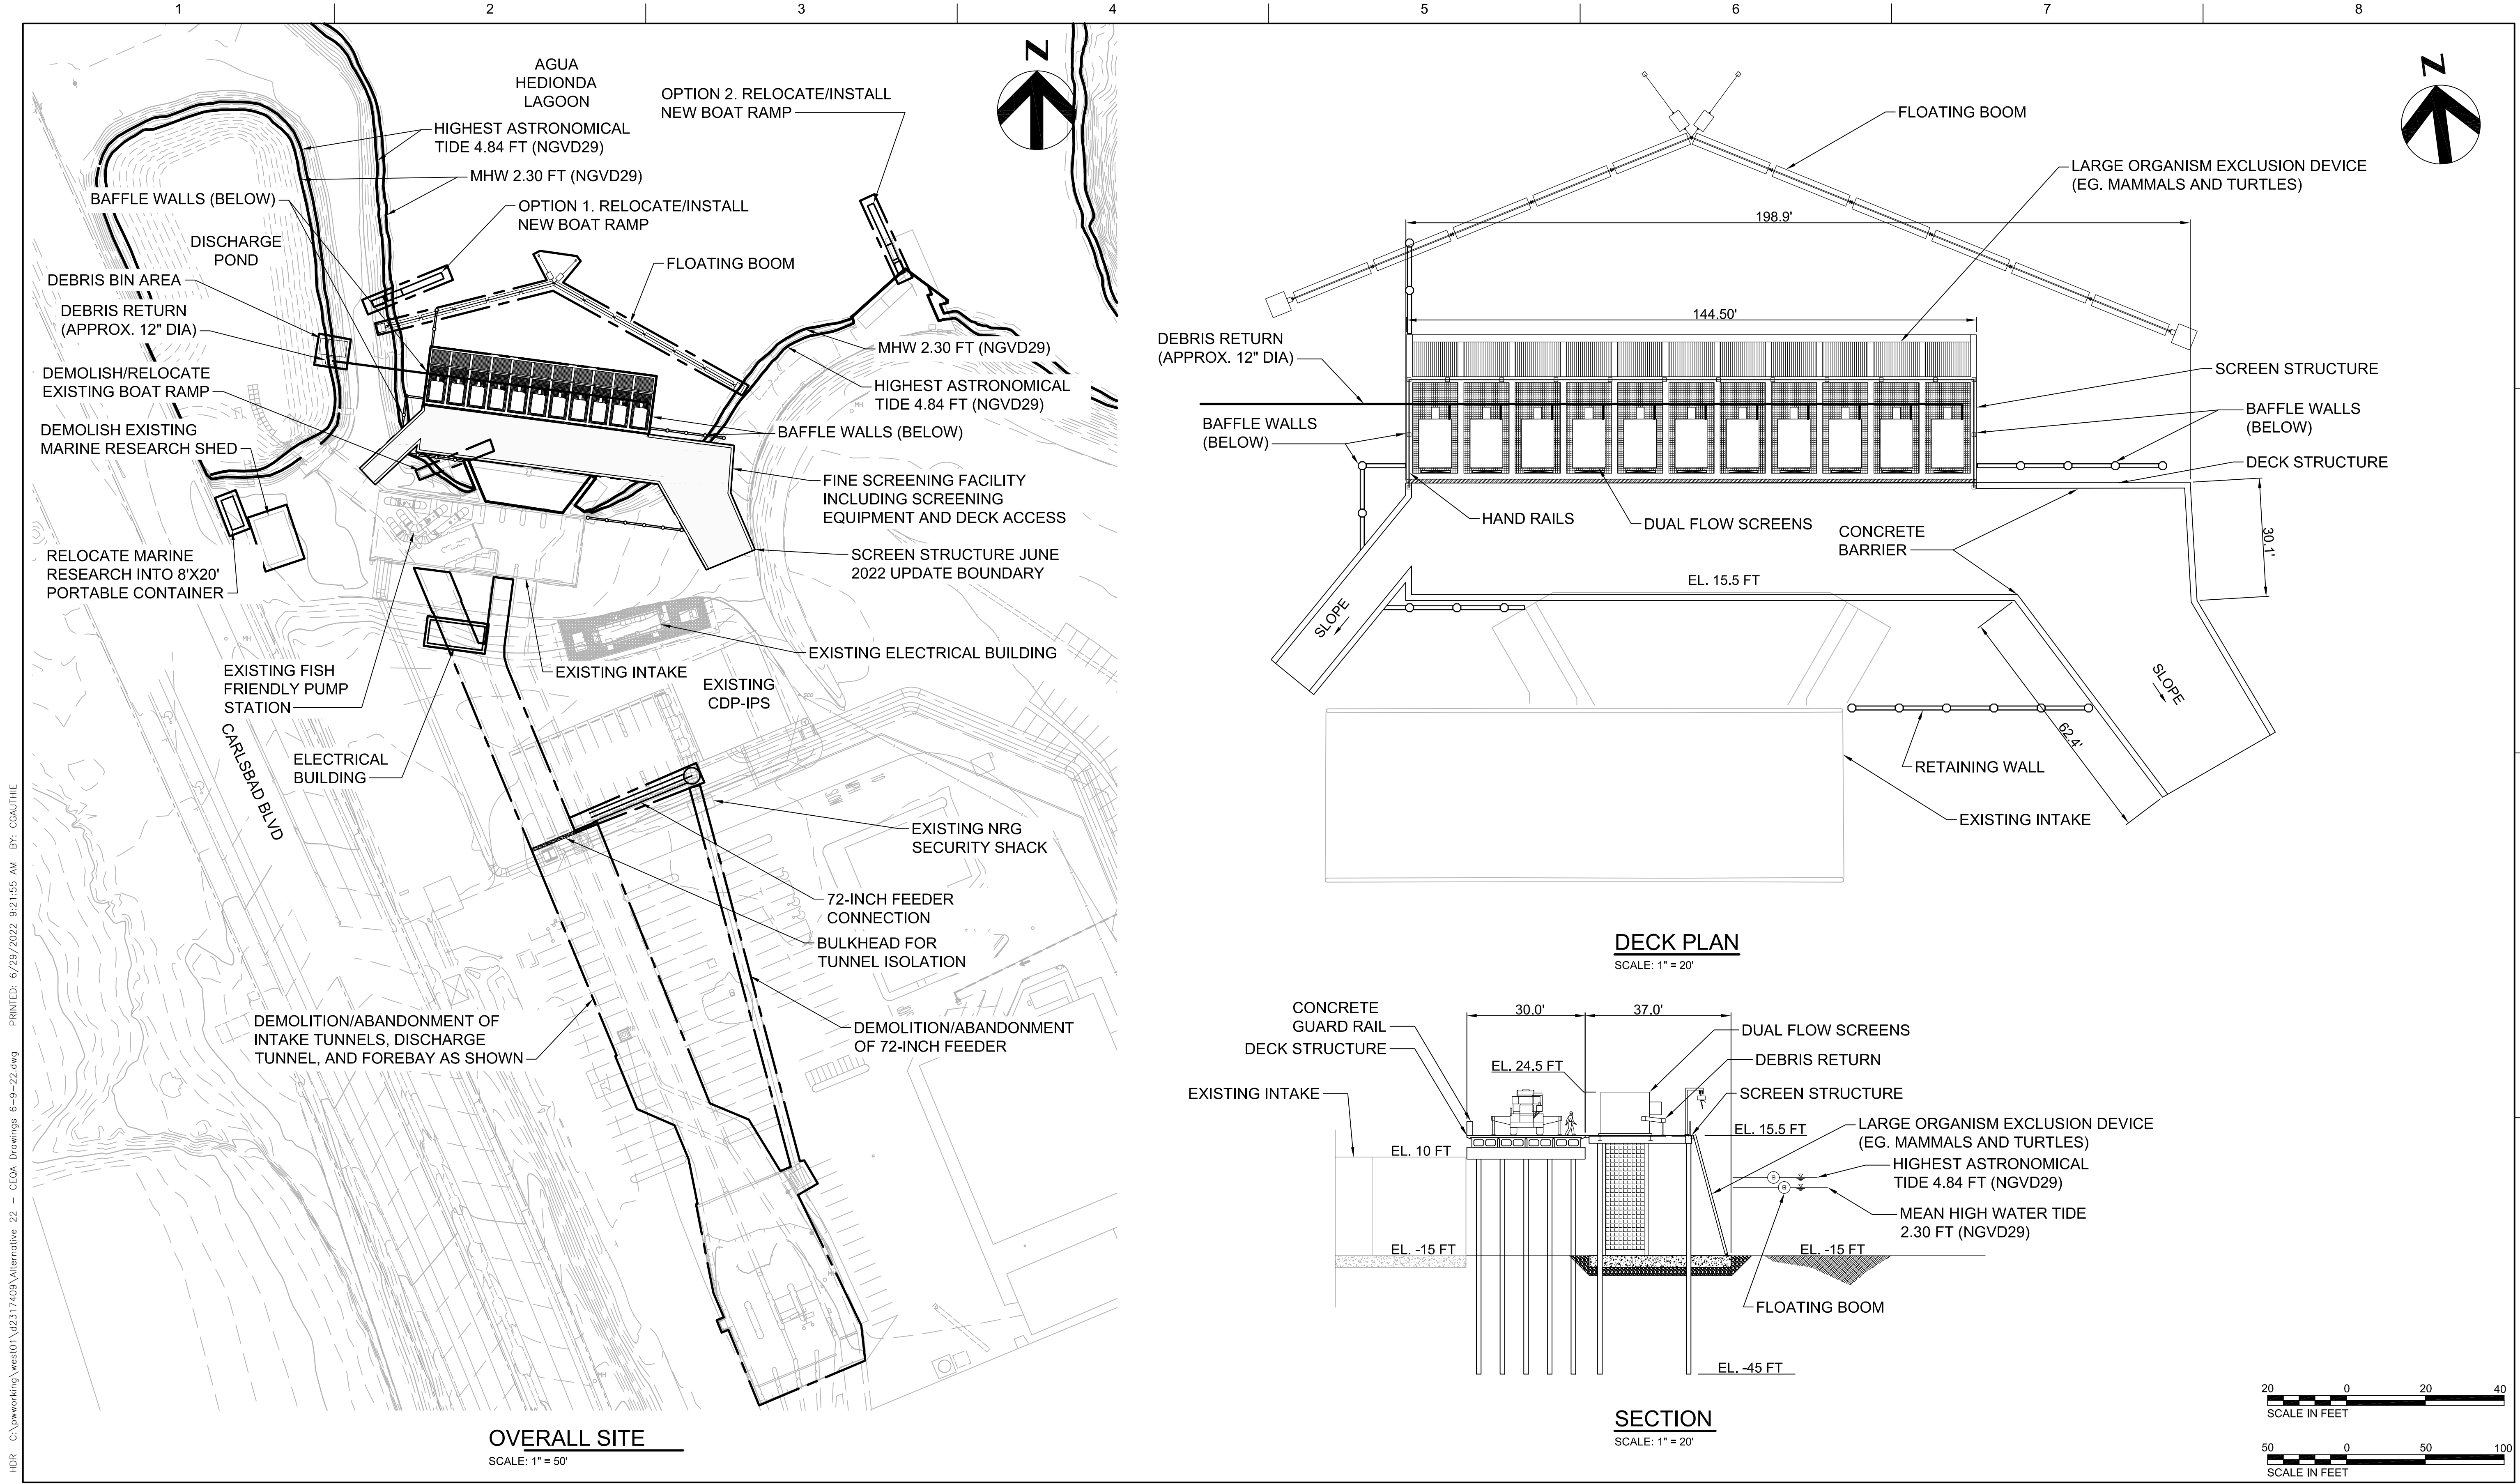 1
2
3
4
5
6
7
8
AGUA
HEDIONDA
LAGOON
N
OPTION 2. RELOCATE/INSTALL
NEW BOAT RAMP
HIGHEST ASTRONOMICAL
TIDE 4.84 FT (NGVD29)
MHW 2.30 FT (NGVD29)
BAFFLE WALLS (BELOW)
OPTION 1. RELOCATE/INSTALL
NEW BOAT RAMP
DISCHARGE
POND
FLOATING BOOM
DEBRIS BIN AREA
DEBRIS RETURN
(APPROX. 12" DIA)
MHW 2.30 FT (NGVD29)
DEMOLISH/RELOCATE
EXISTING BOAT RAMP
HIGHEST ASTRONOMICAL
TIDE 4.84 FT (NGVD29)
MH
DEMOLISH EXISTING
MARINE RESEARCH SHED
BAFFLE WALLS (BELOW)
FINE SCREENING FACILITY
INCLUDING SCREENING
EQUIPMENT AND DECK ACCESS
RELOCATE MARINE
RESEARCH INTO 8'X20'
PORTABLE CONTAINER
SCREEN STRUCTURE JUNE
2022 UPDATE BOUNDARY
MH
EXISTING ELECTRICAL BUILDING
EXISTING FISH
FRIENDLY PUMP
STATION
EXISTING INTAKE
EXISTING
CDP-IPS
CARLSBAD BLVD
ELECTRICAL
BUILDING
EXISTING NRG
SECURITY SHACK
72-INCH FEEDER
CONNECTION
BULKHEAD FOR
TUNNEL ISOLATION
DEMOLITION/ABANDONMENT OF
INTAKE TUNNELS, DISCHARGE
TUNNEL, AND FOREBAY AS SHOWN
DEMOLITION/ABANDONMENT
OF 72-INCH FEEDER
MH
MH
OVERALL SITE
SCALE: 1" = 50'
N
FLOATING BOOM
LARGE ORGANISM EXCLUSION DEVICE
(EG. MAMMALS AND TURTLES)
198.9'
144.50'
DEBRIS RETURN
(APPROX. 12" DIA)
SCREEN STRUCTURE
BAFFLE WALLS
(BELOW)
BAFFLE WALLS
(BELOW)
DECK STRUCTURE
HAND RAILS
DUAL FLOW SCREENS
CONCRETE
BARRIER
30.1'
EL. 15.5 FT
SLOPE
SLOPE
62.4'
RETAINING WALL
EXISTING INTAKE
DECK PLAN
SCALE: 1" = 20'
CONCRETE
GUARD RAIL
30.0'
37.0'
DUAL FLOW SCREENS
DECK STRUCTURE
DEBRIS RETURN
EL. 24.5 FT
EXISTING INTAKE
SCREEN STRUCTURE
LARGE ORGANISM EXCLUSION DEVICE
(EG. MAMMALS AND TURTLES)
EL. 15.5 FT
EL. 10 FT
HIGHEST ASTRONOMICAL
TIDE 4.84 FT (NGVD29)
MEAN HIGH WATER TIDE
2.30 FT (NGVD29)
EL. -15 FT
EL. -15 FT
FLOATING BOOM
EL. -45 FT
SECTION
SCALE: 1" = 20'
20 0 20 40
SCALE IN FEET
50 0 50 100
SCALE IN FEET
HDR C:\pwworking\west01\d2317409\Alternative 22 - CEQA Drawings 6-9-22.dwg PRINTED: 6/29/2022 9:21:55 AM BY: CGAUTHIE